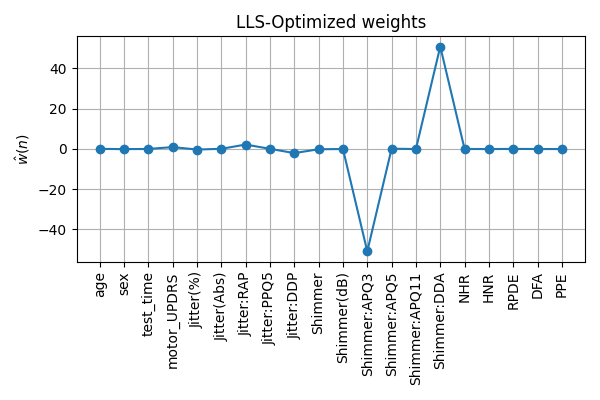 LLS-Optimized weights
ŵ(n)
40
20
0
−20
−40
age
sex
test_time
motor_UPDRS
Jitter(%)
Jitter(Abs)
Jitter:RAP
Jitter:PPQ5
Jitter:DDP
Shimmer
Shimmer(dB)
Shimmer:APQ3
Shimmer:APQ5
Shimmer:APQ11
Shimmer:DDA
NHR
HNR
RPDE
DFA
PPE